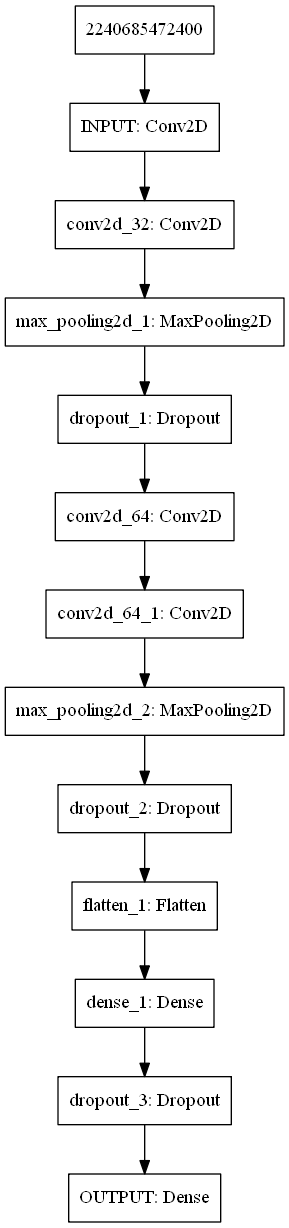 2240685472400
INPUT: Conv2D
conv2d_32: Conv2D
max_pooling2d_1: MaxPooling2D
dropout_1: Dropout
conv2d_64: Conv2D
conv2d_64_1: Conv2D
max_pooling2d_2: MaxPooling2D
dropout_2: Dropout
flatten_1: Flatten
dense_1: Dense
dropout_3: Dropout
OUTPUT: Dense